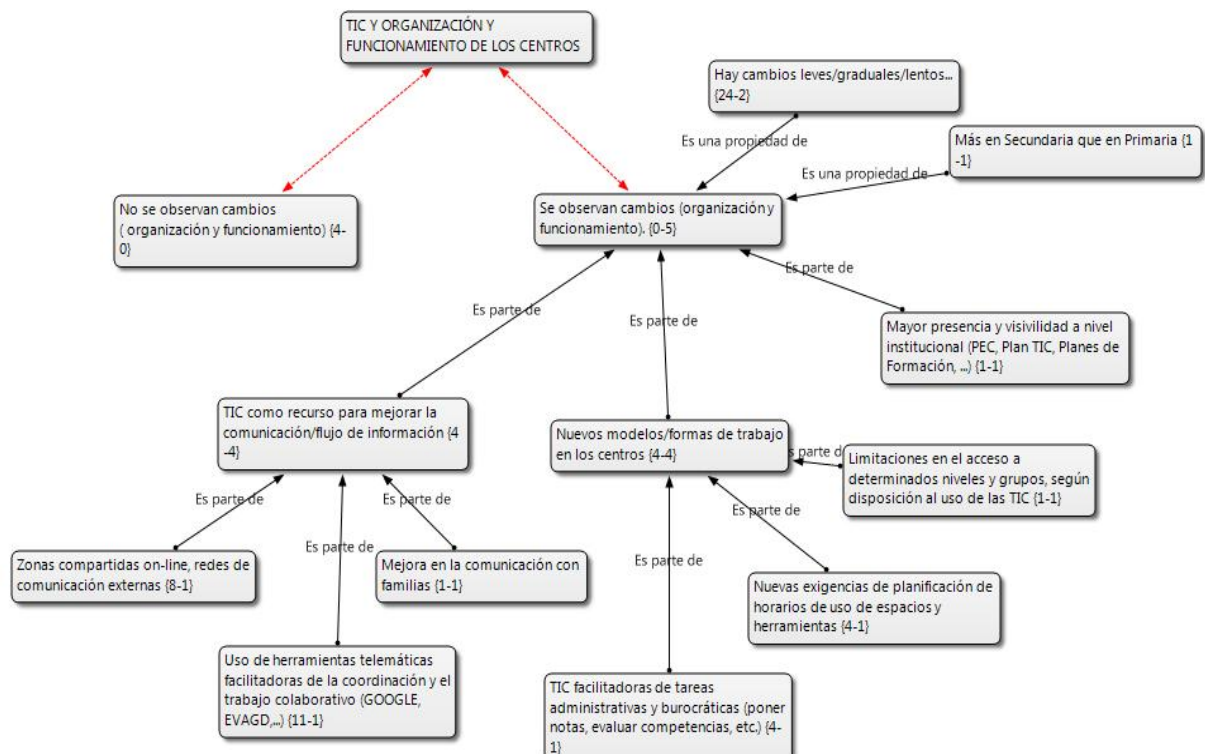 TIC Y ORGANIZACIÓN Y
FUNCIONAMIENTO DE LOS CENTROS
Hay cambios leves/graduales/lentos...
{24-2}
Es una propiedad de
Más en Secundaria que en Primaria {1
-1}
Es una propiedad de
No se observan cambios
( organización y funcionamiento) {4-
0}
Se observan cambios (organización y
funcionamiento). {0-5}
Es parte de
Es parte de
Es parte de
Mayor presencia y visivilidad a nivel
institucional (PEC, Plan TIC, Planes de
Formación, ...) {1-1}
TIC como recurso para mejorar la
comunicación/flujo de información {4
-4}
Nuevos modelos/formas de trabajo
en los centros {4-4}
Es parte de
Limitaciones en el acceso a
determinados niveles y grupos, según
disposición al uso de las TIC {1-1}
Es parte de
Es parte de
Es parte de
Es parte de
Es parte de
Zonas compartidas on-line, redes de
comunicación externas {8-1}
Mejora en la comunicación con
familias {1-1}
Nuevas exigencias de planificación de
horarios de uso de espacios y
herramientas {4-1}
Uso de herramientas telemáticas
facilitadoras de la coordinación y el
trabajo colaborativo (GOOGLE,
EVAGD,...) {11-1}
TIC facilitadoras de tareas
administrativas y burocráticas (poner
notas, evaluar competencias, etc.) {4-
1}